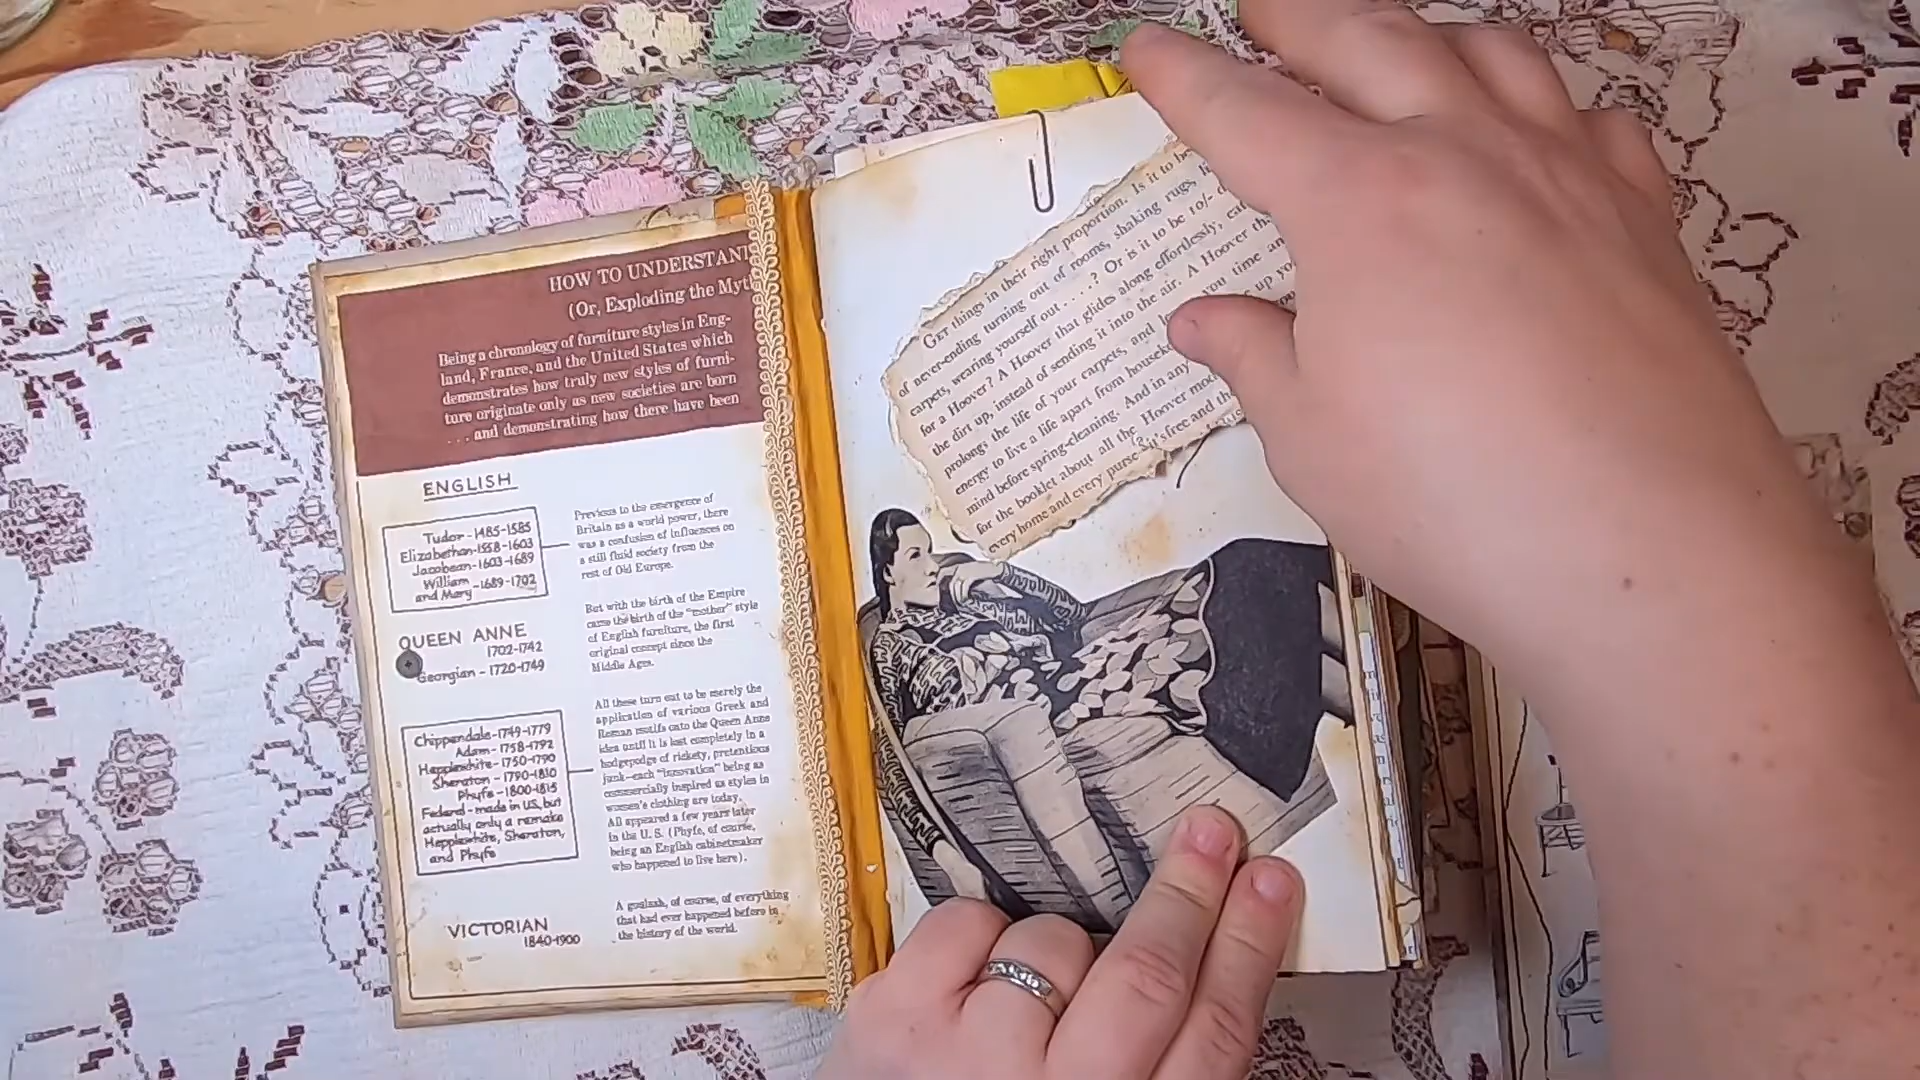 HOW TO UNDERSTAND
(Or, Exploding the Myt
Being a chronology of furniture styles in Eng-
land, France, and the United States which
demonstrates how truly new styles of furni-
ture originate only as new societies are born
. . . and demonstrating how there have been
ENGLISH
Tudor - 1485-1585
Elizabethan-1558-1603
Jacobean-1603-1689
William
and Mary -1689-1702
Previous to the emergence of
Britain as a world power, there
was a confusion of influences on
a still fluid society from the
rest of Old Europe.
QUEEN ANNE
1702-1742
Georgian - 1720-1749
But with the birth of the Empire
came the birth of the "mother" style
of English furniture, the first
original concept since the
Middle Ages.
Chippendale-1749-1779
Adam-1758-1792
Hepplewhite-1750-1790
Sheraton - 1790-1810
Phyfe-1800-1815
Federal - made in US, but
actually only a remake
Hepplewhite, Sheraton,
and Phyfe
All these turn out to be merely the
application of various Greek and
Roman motifs onto the Queen Anne
idea until it is lost completely in a
hodgepodge of rickety, pretentious
junk—each "innovation" being as
commercially inspired as styles in
women's clothing are today.
All appeared a few years later
in the U. S. (Phyfe, of course,
being an English cabinetmaker
who happened to live here).
VICTORIAN
1840-1900
A goulash, of course, of everything
that had ever happened before in
the history of the world.
GET things in their right proportion. Is it to be
of never-ending turning out of rooms, shaking rugs,
carpets, wearing yourself out . . . . ? Or is it to be 10/-
for a Hoover? A Hoover that glides along effortlessly,
the dirt up, instead of sending it into the air. A Hoover
prolongs the life of your carpets, and you time
energy to live a life apart from up
mind before spring-cleaning. And in any
for the booklet about all the Hoover
every home and every purse it's free and